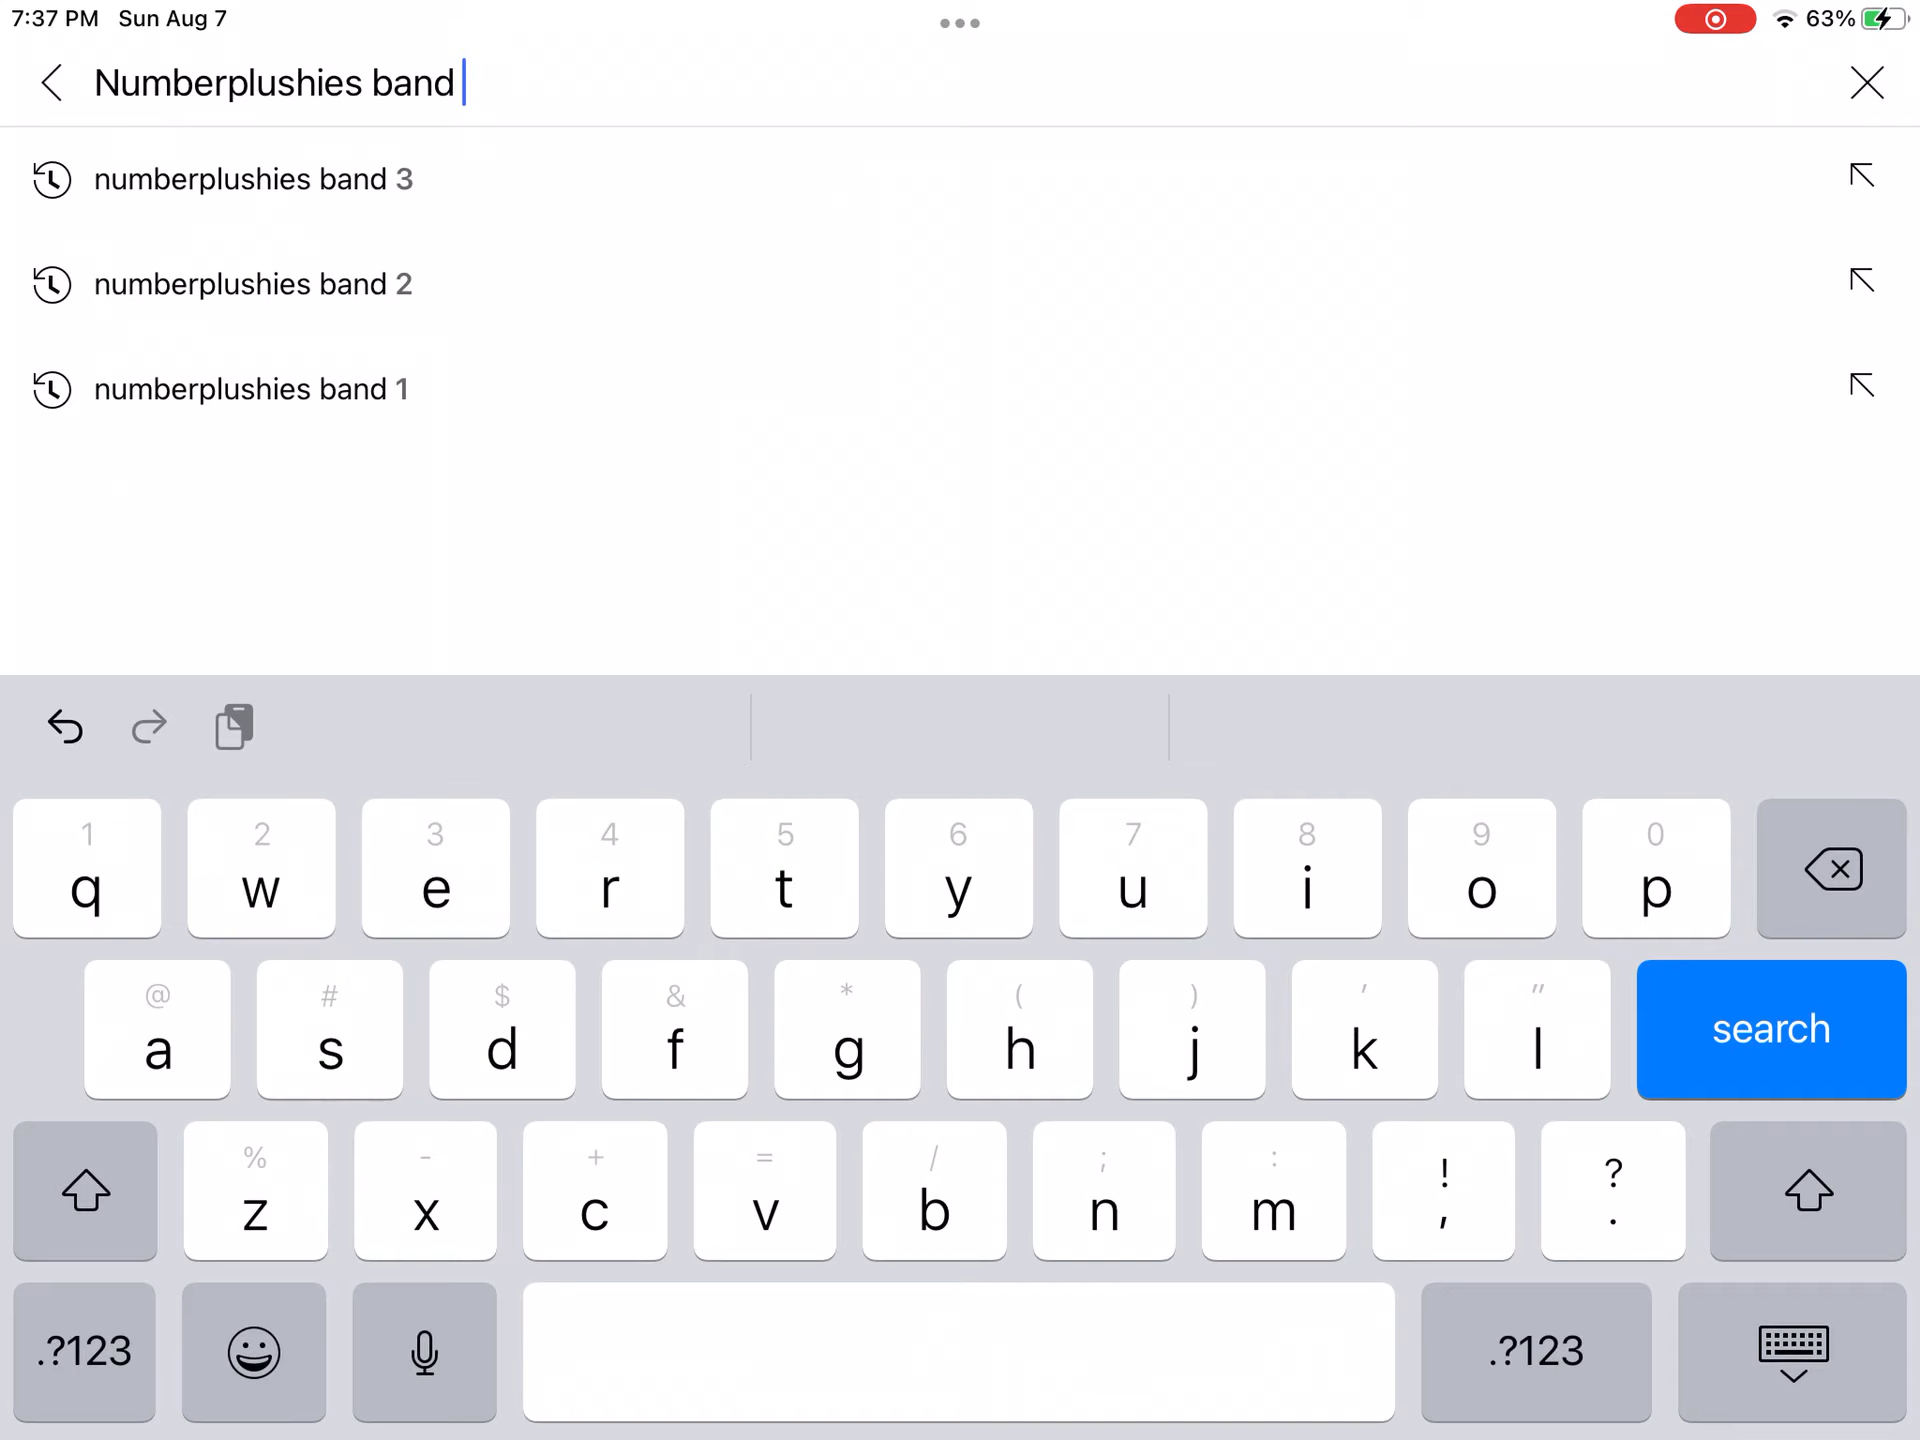 7:37 PM Sun Aug 7 63%
Numberplushies band
numberplushies band 3
numberplushies band 2
numberplushies band 1
1 2 3 4 5 6 7 8 9 0
q w e r t y u i o p
@ # $ & * ( ) ' "
a s d f g h j k l search
% - + = / ; : ! ?
z x c v b n m , .
.?123 .?123